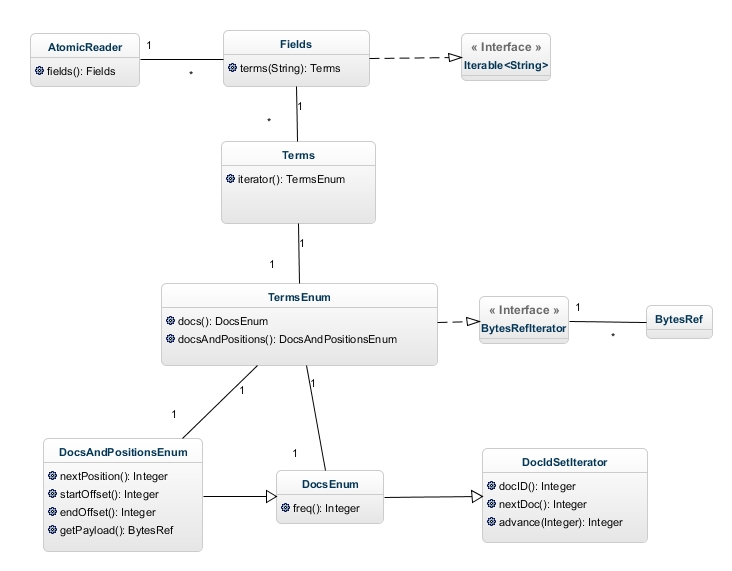 AtomicReader
fields(): Fields
1
*
Fields
terms(String): Terms
« Interface »
Iterable<String>
1
*
Terms
iterator(): TermsEnum
1
1
TermsEnum
docs(): DocsEnum
docsAndPositions(): DocsAndPositionsEnum
« Interface »
BytesRefIterator
1
*
BytesRef
1
1
1
1
DocsAndPositionsEnum
nextPosition(): Integer
startOffset(): Integer
endOffset(): Integer
getPayload(): BytesRef
DocsEnum
freq(): Integer
DocIdSetIterator
docID(): Integer
nextDoc(): Integer
advance(Integer): Integer